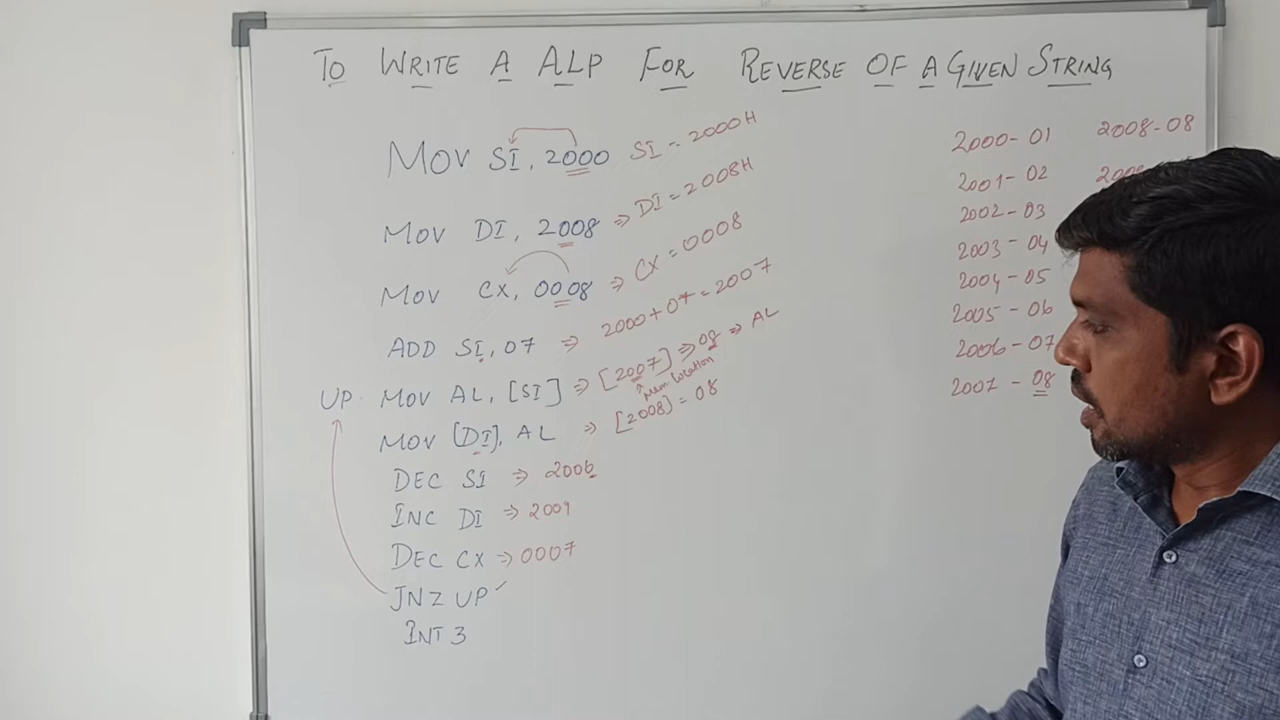 TO WRITE A ALP FOR REVERSE OF A GIVEN STRING
MOV SI, 2000 SI - 2000H
MOV DI, 2008 ⇒ DI = 2008H
MOV CX, 0008 ⇒ CX = 0008
ADD SI, 07 ⇒ 2000 + 07 = 2007
UP MOV AL, [SI] ⇒ [2007] ⇒ 08 ⇒ AL
Mem. location
MOV [DI], AL ⇒ [2008] = 08
DEC SI ⇒ 2006
INC DI ⇒ 2009
DEC CX → 0007
JNZ UP
INT 3
2000 - 01 2008 - 08
2001 - 02
2002 - 03
2003 - 04
2004 - 05
2005 - 06
2006 - 07
2007 - 08